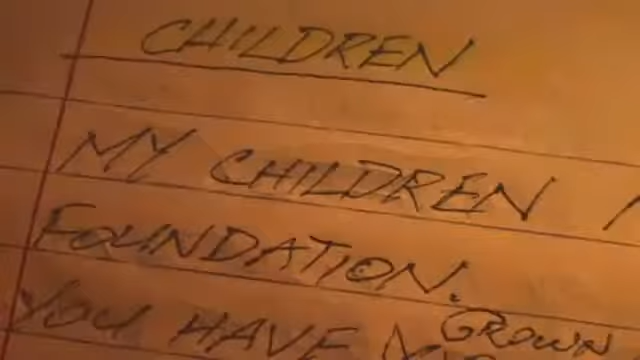 CHILDREN
MY CHILDREN
FOUNDATION.
GROWN
YOU HAVE